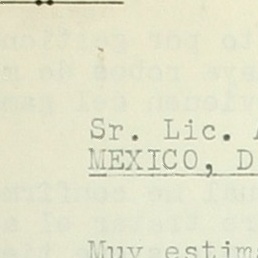 Sr. Lic.
MEXICO, D
Muy estim